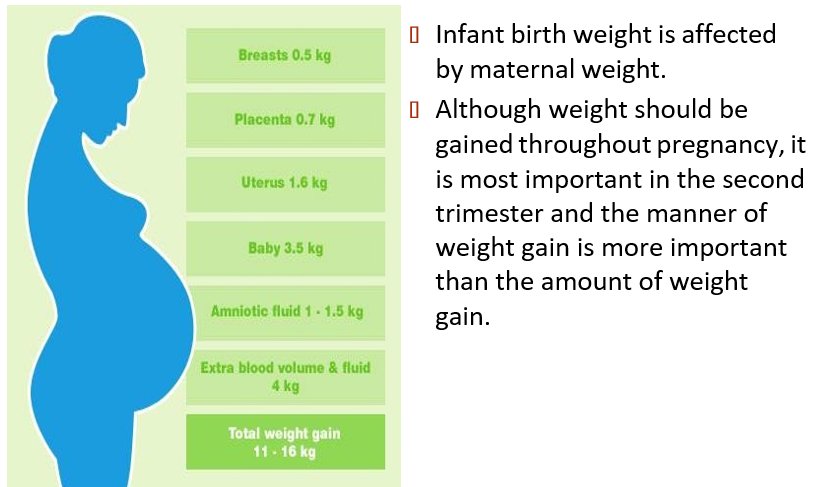 Breasts 0.5 kg
Placenta 0.7 kg
Uterus 1.6 kg
Baby 3.5 kg
Amniotic fluid 1 - 1.5 kg
Extra blood volume & fluid
4 kg
Total weight gain
11 - 16 kg
Infant birth weight is affected
by maternal weight.
Although weight should be
gained throughout pregnancy, it
is most important in the second
trimester and the manner of
weight gain is more important
than the amount of weight
gain.